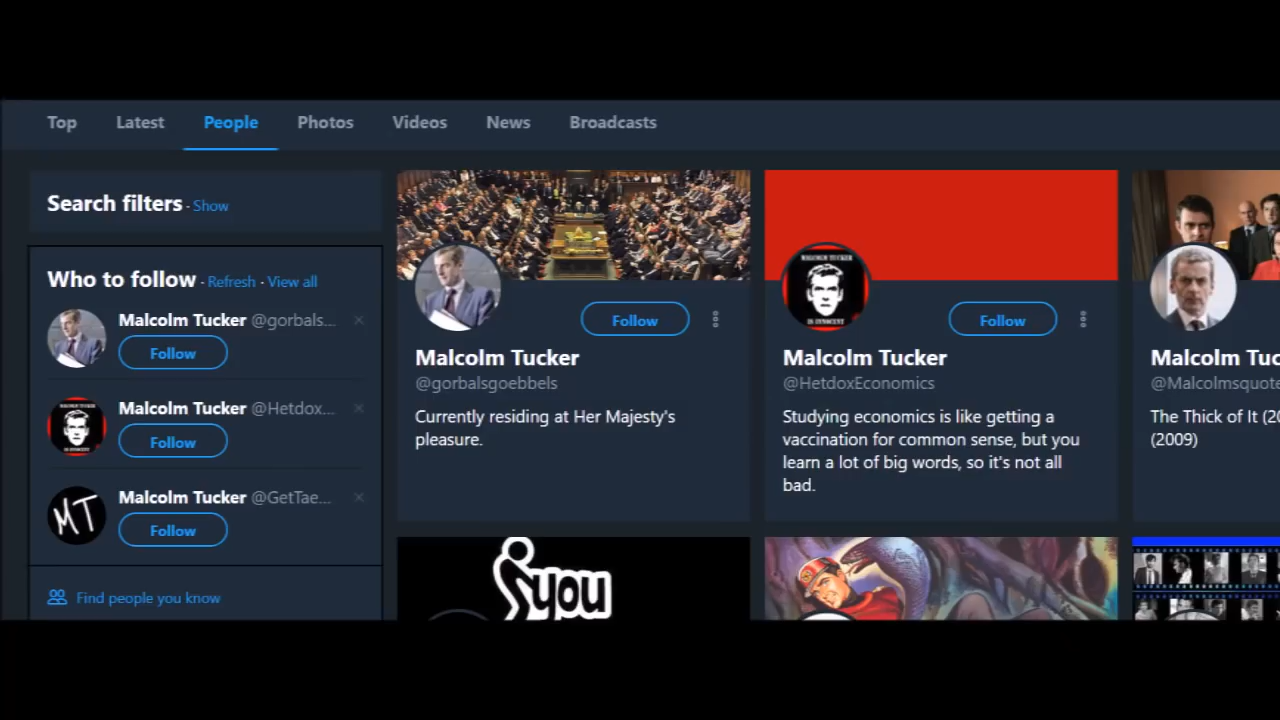 Top Latest People Photos Videos News Broadcasts
Search filters · Show
Who to follow · Refresh · View all
Malcolm Tucker @gorbals...
Follow
Malcolm Tucker @Hetdox...
Follow
Malcolm Tucker @GetTae...
Follow
Find people you know
Follow
Malcolm Tucker
@gorbalsgoebbels
Currently residing at Her Majesty's
pleasure.
MALCOLM TUCKER
IS INNOCENT
Follow
Malcolm Tucker
@HetdoxEconomics
Studying economics is like getting a
vaccination for common sense, but you
learn a lot of big words, so it's not all
bad.
Malcolm Tuc
@Malcolmsquote
The Thick of It (20
(2009)
you
MT